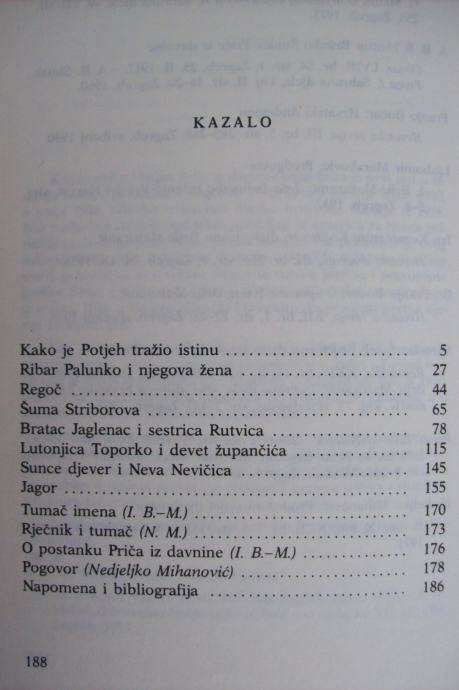 KAZALO
Kako je Potjeh tražio istinu . . . . . . . . . . . . . . . . . . . . . . 5
Ribar Palunko i njegova žena . . . . . . . . . . . . . . . . . . . . . 27
Regoč . . . . . . . . . . . . . . . . . . . . . . . . . . . . . . . . . . . . . . 44
Šuma Striborova . . . . . . . . . . . . . . . . . . . . . . . . . . . . . . 65
Bratac Jaglenac i sestrica Rutvica . . . . . . . . . . . . . . . . . 78
Lutonjica Toporko i devet župančića . . . . . . . . . . . . . . . 115
Sunce djever i Neva Nevičica . . . . . . . . . . . . . . . . . . . . 145
Jagor . . . . . . . . . . . . . . . . . . . . . . . . . . . . . . . . . . . . . . 155
Tumač imena (I. B.–M.) . . . . . . . . . . . . . . . . . . . . . . . . 170
Rječnik i tumač (N. M.) . . . . . . . . . . . . . . . . . . . . . . . . 173
O postanku Priča iz davnine (I. B.–M.) . . . . . . . . . . . . . 176
Pogovor (Nedjeljko Mihanović) . . . . . . . . . . . . . . . . . . . 178
Napomena i bibliografija . . . . . . . . . . . . . . . . . . . . . . . 186
188